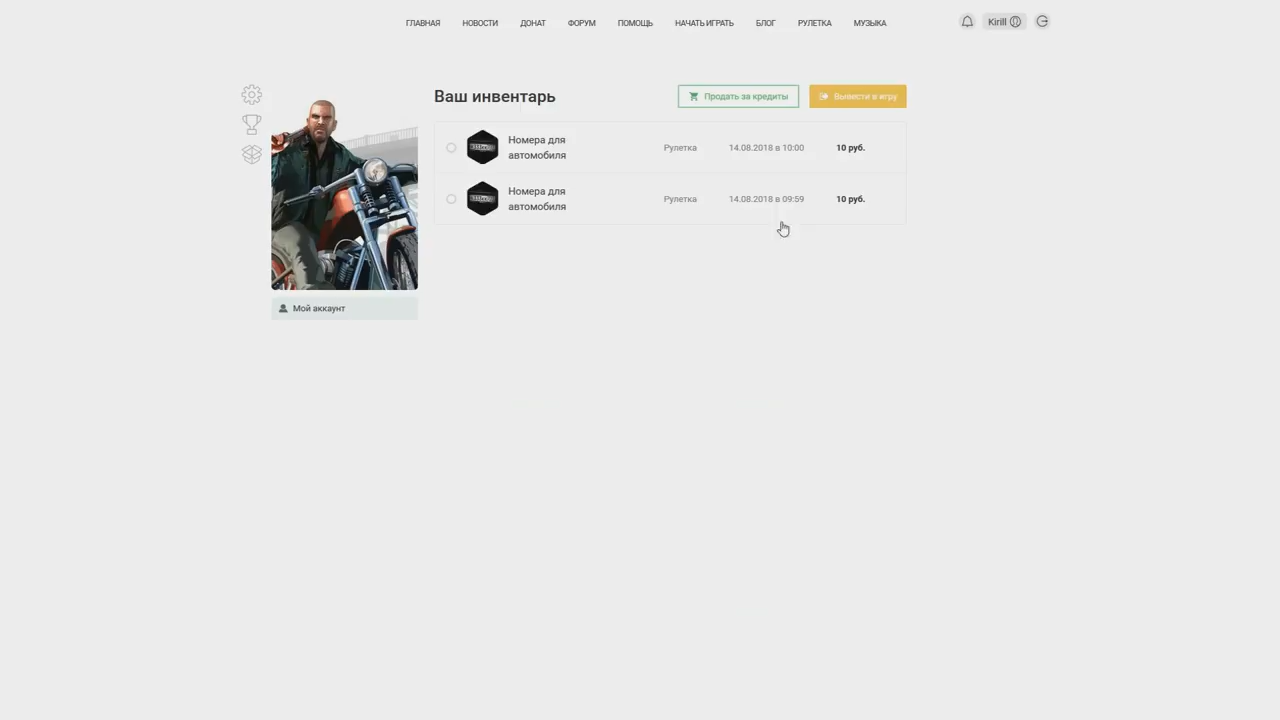 ГЛАВНАЯ НОВОСТИ ДОНАТ ФОРУМ ПОМОЩЬ НАЧАТЬ ИГРАТЬ БЛОГ РУЛЕТКА МУЗЫКА Kirill
Ваш инвентарь Продать за кредиты Вывести в игру
Номера для
автомобиля
Рулетка 14.08.2018 в 10:00 10 руб.
Номера для
автомобиля
Рулетка 14.08.2018 в 09:59 10 руб.
Мой аккаунт